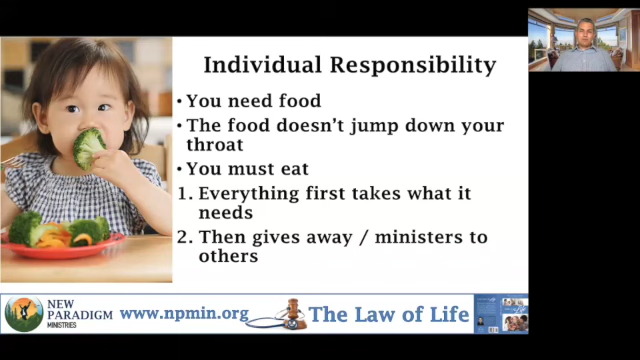 Individual Responsibility
• You need food
• The food doesn't jump down your
throat
• You must eat
1. Everything first takes what it
needs
2. Then gives away / ministers to
others
NEW
PARADIGM
MINISTRIES
www.npmin.org
The Law of Life